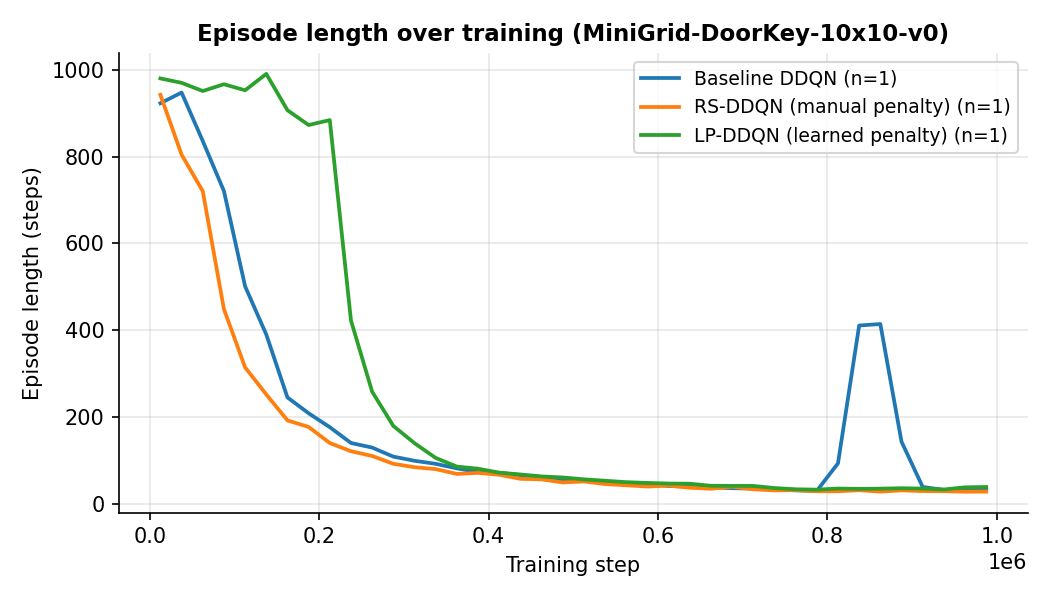 Episode length over training (MiniGrid-DoorKey-10x10-v0)
Baseline DDQN (n=1)
RS-DDQN (manual penalty) (n=1)
LP-DDQN (learned penalty) (n=1)
Episode length (steps)
1000
800
600
400
200
0
0.0 0.2 0.4 0.6 0.8 1.0
1e6
Training step